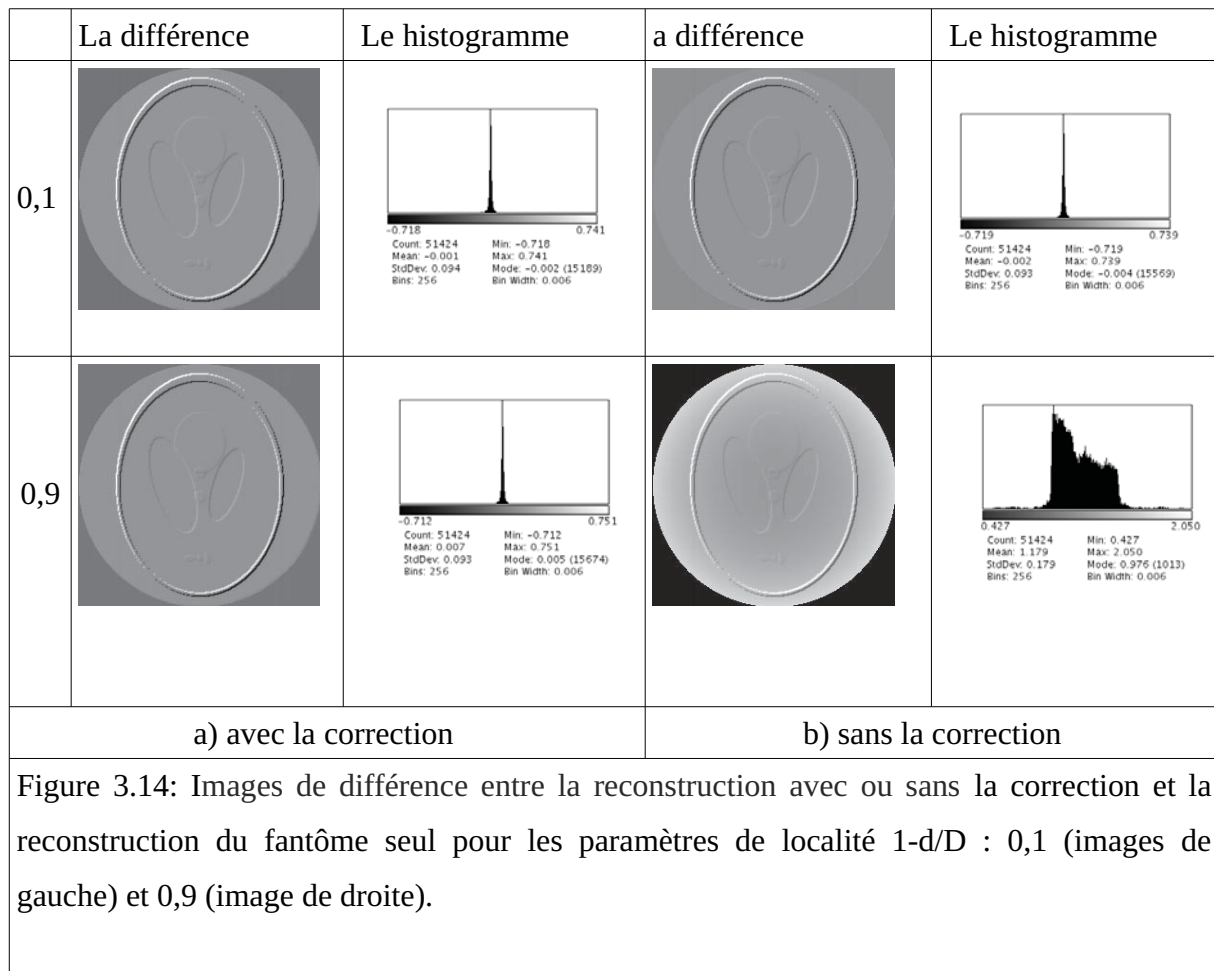 La différence Le histogramme a différence Le histogramme
0,1
-0.718 0.741
Count: 51424 Min: -0.718
Mean: -0.001 Max: 0.741
StdDev: 0.094 Mode: -0.002 (15189)
Bins: 256 Bin Width: 0.006
-0.719 0.739
Count: 51424 Min: -0.719
Mean: -0.002 Max: 0.739
StdDev: 0.093 Mode: -0.004 (15569)
Bins: 256 Bin Width: 0.006
0,9
-0.712 0.751
Count: 51424 Min: -0.712
Mean: 0.007 Max: 0.751
StdDev: 0.093 Mode: 0.005 (15674)
Bins: 256 Bin Width: 0.006
0.427 2.050
Count: 51424 Min: 0.427
Mean: 1.179 Max: 2.050
StdDev: 0.179 Mode: 0.976 (1013)
Bins: 256 Bin Width: 0.006
a) avec la correction b) sans la correction
Figure 3.14: Images de différence entre la reconstruction avec ou sans la correction et la
reconstruction du fantôme seul pour les paramètres de localité 1-d/D : 0,1 (images de
gauche) et 0,9 (image de droite).